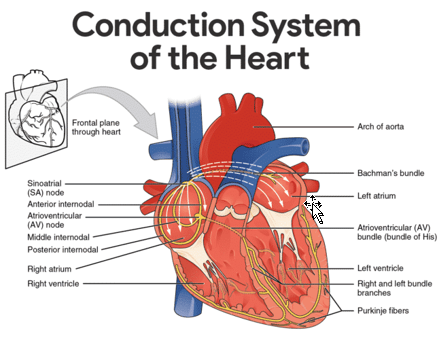 Conduction System
of the Heart
Frontal plane
through heart
Arch of aorta
Bachman's bundle
Left atrium
Atrioventricular (AV)
bundle (bundle of His)
Left ventricle
Right and left bundle
branches
Purkinje fibers
Sinoatrial
(SA) node
Anterior internodal
Atrioventricular
(AV) node
Middle internodal
Posterior internodal
Right atrium
Right ventricle